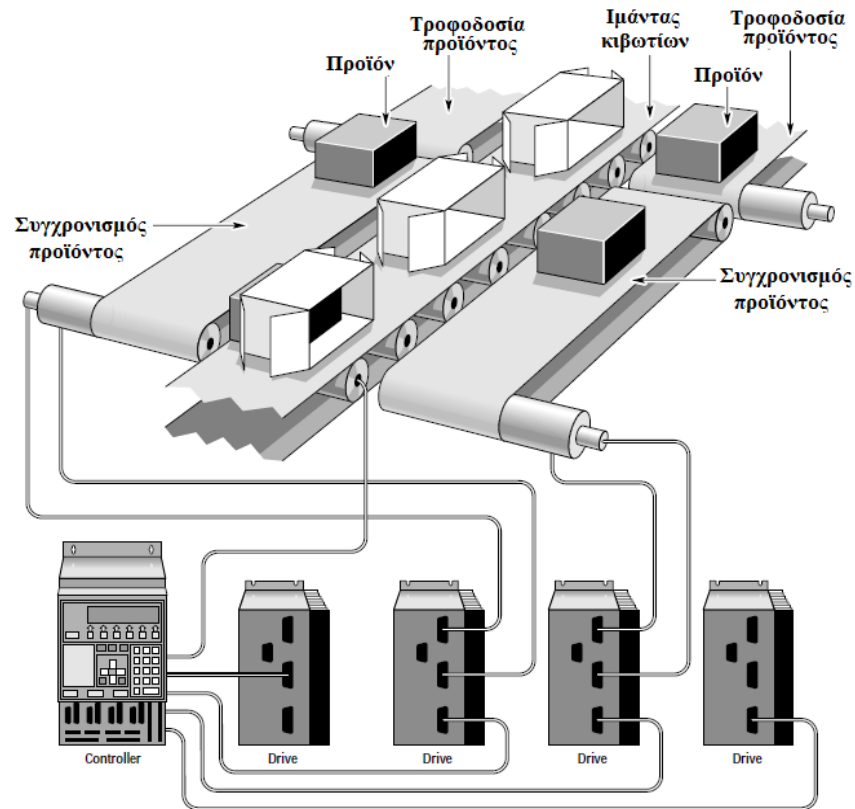 Τροφοδοσία
προϊόντος
Ιμάντας
κιβωτίων
Τροφοδοσία
προϊόντος
Προϊόν
Προϊόν
Συγχρονισμός
προϊόντος
Συγχρονισμός
προϊόντος
Controller
Drive
Drive
Drive
Drive